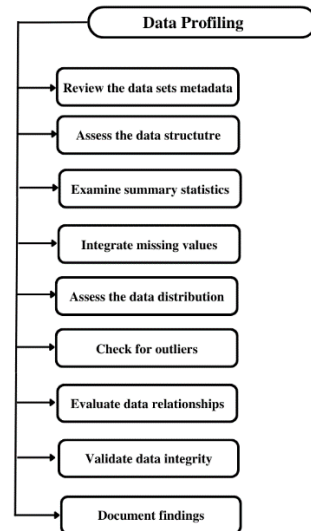 Data Profiling
Review the data sets metadata
Assess the data structutre
Examine summary statistics
Integrate missing values
Assess the data distribution
Check for outliers
Evaluate data relationships
Validate data integrity
Document findings